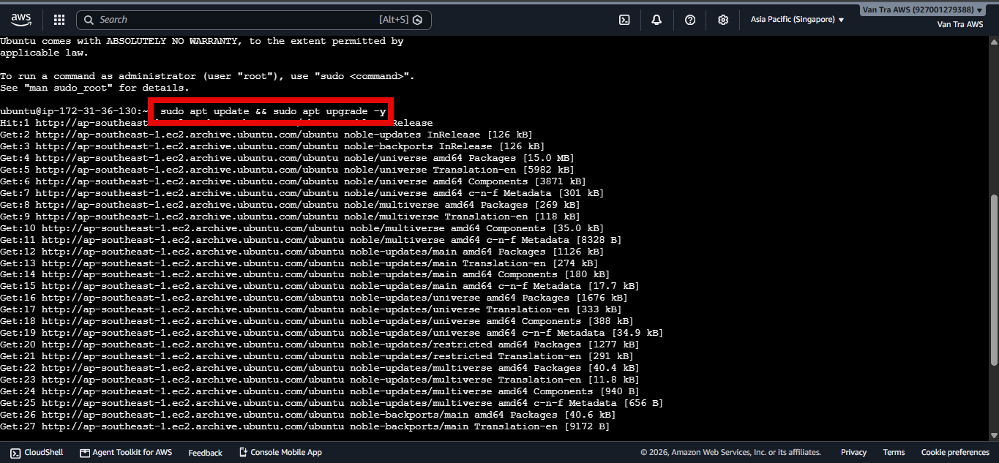 aws
Search [Alt+S]
Asia Pacific (Singapore)
Van Tra AWS (927001279388)
Van Tra AWS
Ubuntu comes with ABSOLUTELY NO WARRANTY, to the extent permitted by
applicable law.
To run a command as administrator (user "root"), use "sudo <command>".
See "man sudo_root" for details.
ubuntu@ip-172-31-36-130:~ sudo apt update && sudo apt upgrade -y
Hit:1 http://ap-southeast Release
Get:2 http://ap-southeast-1.ec2.archive.ubuntu.com/ubuntu noble-updates InRelease [126 kB]
Get:3 http://ap-southeast-1.ec2.archive.ubuntu.com/ubuntu noble-backports InRelease [126 kB]
Get:4 http://ap-southeast-1.ec2.archive.ubuntu.com/ubuntu noble/universe amd64 Packages [15.0 MB]
Get:5 http://ap-southeast-1.ec2.archive.ubuntu.com/ubuntu noble/universe Translation-en [5982 kB]
Get:6 http://ap-southeast-1.ec2.archive.ubuntu.com/ubuntu noble/universe amd64 Components [3871 kB]
Get:7 http://ap-southeast-1.ec2.archive.ubuntu.com/ubuntu noble/universe amd64 c-n-f Metadata [301 kB]
Get:8 http://ap-southeast-1.ec2.archive.ubuntu.com/ubuntu noble/multiverse amd64 Packages [269 kB]
Get:9 http://ap-southeast-1.ec2.archive.ubuntu.com/ubuntu noble/multiverse Translation-en [118 kB]
Get:10 http://ap-southeast-1.ec2.archive.ubuntu.com/ubuntu noble/multiverse amd64 Components [35.0 kB]
Get:11 http://ap-southeast-1.ec2.archive.ubuntu.com/ubuntu noble/multiverse amd64 c-n-f Metadata [8328 B]
Get:12 http://ap-southeast-1.ec2.archive.ubuntu.com/ubuntu noble-updates/main amd64 Packages [1126 kB]
Get:13 http://ap-southeast-1.ec2.archive.ubuntu.com/ubuntu noble-updates/main Translation-en [274 kB]
Get:14 http://ap-southeast-1.ec2.archive.ubuntu.com/ubuntu noble-updates/main amd64 Components [180 kB]
Get:15 http://ap-southeast-1.ec2.archive.ubuntu.com/ubuntu noble-updates/main amd64 c-n-f Metadata [17.7 kB]
Get:16 http://ap-southeast-1.ec2.archive.ubuntu.com/ubuntu noble-updates/universe amd64 Packages [1676 kB]
Get:17 http://ap-southeast-1.ec2.archive.ubuntu.com/ubuntu noble-updates/universe Translation-en [333 kB]
Get:18 http://ap-southeast-1.ec2.archive.ubuntu.com/ubuntu noble-updates/universe amd64 Components [388 kB]
Get:19 http://ap-southeast-1.ec2.archive.ubuntu.com/ubuntu noble-updates/universe amd64 c-n-f Metadata [34.9 kB]
Get:20 http://ap-southeast-1.ec2.archive.ubuntu.com/ubuntu noble-updates/restricted amd64 Packages [1277 kB]
Get:21 http://ap-southeast-1.ec2.archive.ubuntu.com/ubuntu noble-updates/restricted Translation-en [291 kB]
Get:22 http://ap-southeast-1.ec2.archive.ubuntu.com/ubuntu noble-updates/multiverse amd64 Packages [40.4 kB]
Get:23 http://ap-southeast-1.ec2.archive.ubuntu.com/ubuntu noble-updates/multiverse Translation-en [11.8 kB]
Get:24 http://ap-southeast-1.ec2.archive.ubuntu.com/ubuntu noble-updates/multiverse amd64 Components [940 B]
Get:25 http://ap-southeast-1.ec2.archive.ubuntu.com/ubuntu noble-updates/multiverse amd64 c-n-f Metadata [656 B]
Get:26 http://ap-southeast-1.ec2.archive.ubuntu.com/ubuntu noble-backports/main amd64 Packages [40.6 kB]
Get:27 http://ap-southeast-1.ec2.archive.ubuntu.com/ubuntu noble-backports/main Translation-en [9172 B]
CloudShell Agent Toolkit for AWS Feedback Console Mobile App © 2026, Amazon Web Services, Inc. or its affiliates. Privacy Terms Cookie preferences